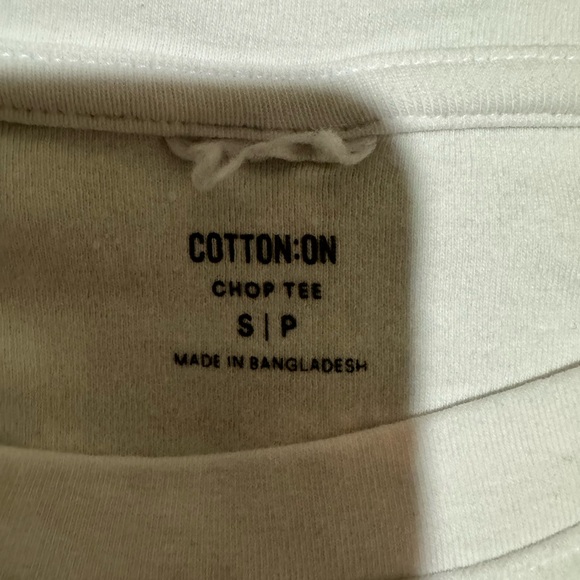 COTTON:ON
CHOP TEE
S | P
MADE IN BANGLADESH